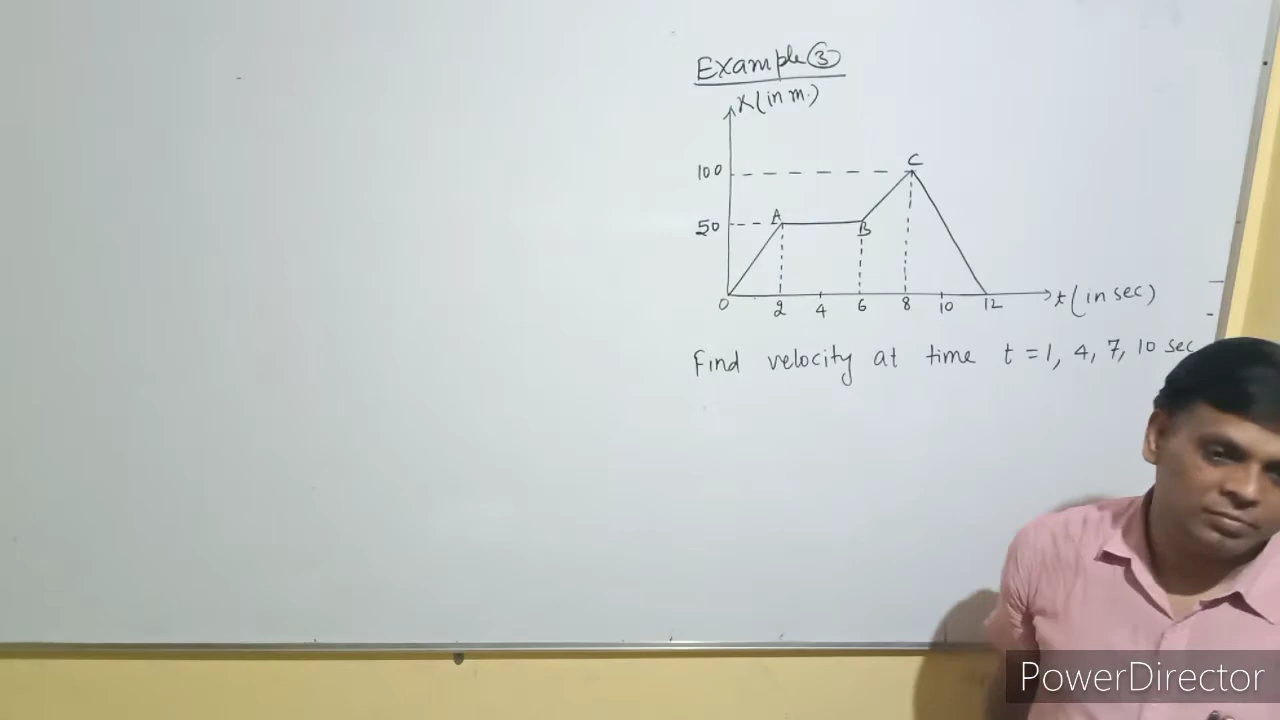 Example ③
x (in m.)
100
C
50
A
B
0 2 4 6 8 10 12 t (in sec)
Find velocity at time t = 1, 4, 7, 10 sec
PowerDirector